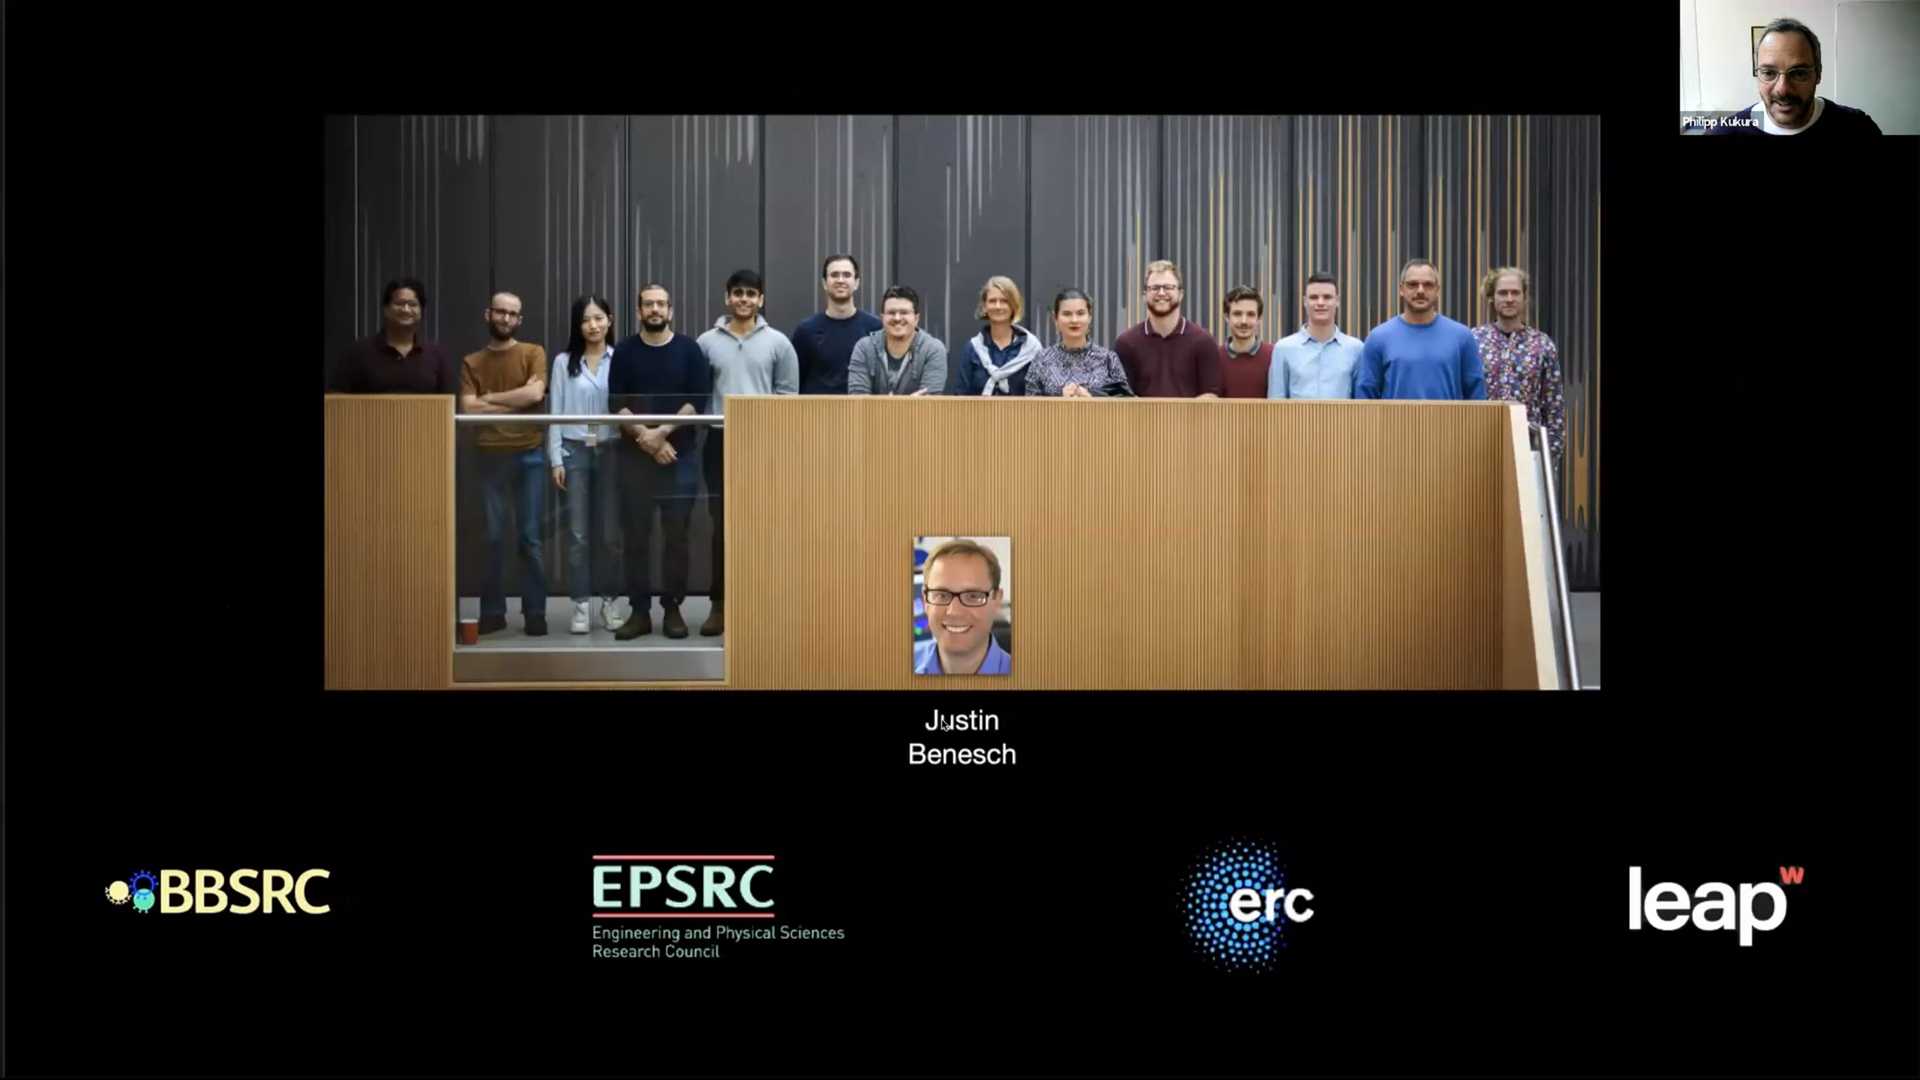 Philipp Kukura
Justin
Benesch
BBSRC
EPSRC
Engineering and Physical Sciences
Research Council
erc
leap
w